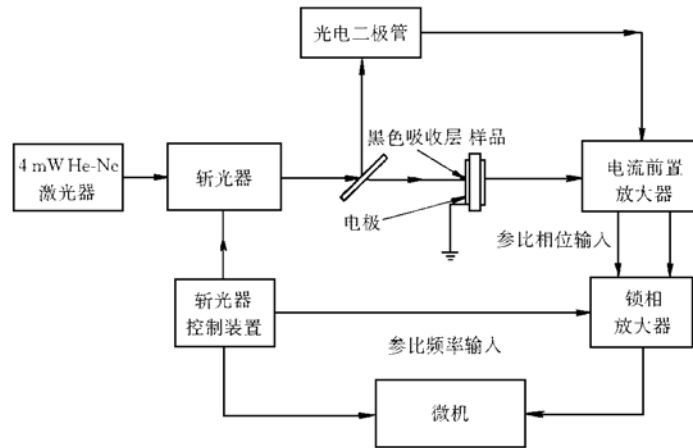 光电二极管
黑色吸收层 样品
4 mW He-Nc
激光器
斩光器
电流前置
放大器
电极
参比相位输入
斩光器
控制装置
锁相
放大器
参比频率输入
微机